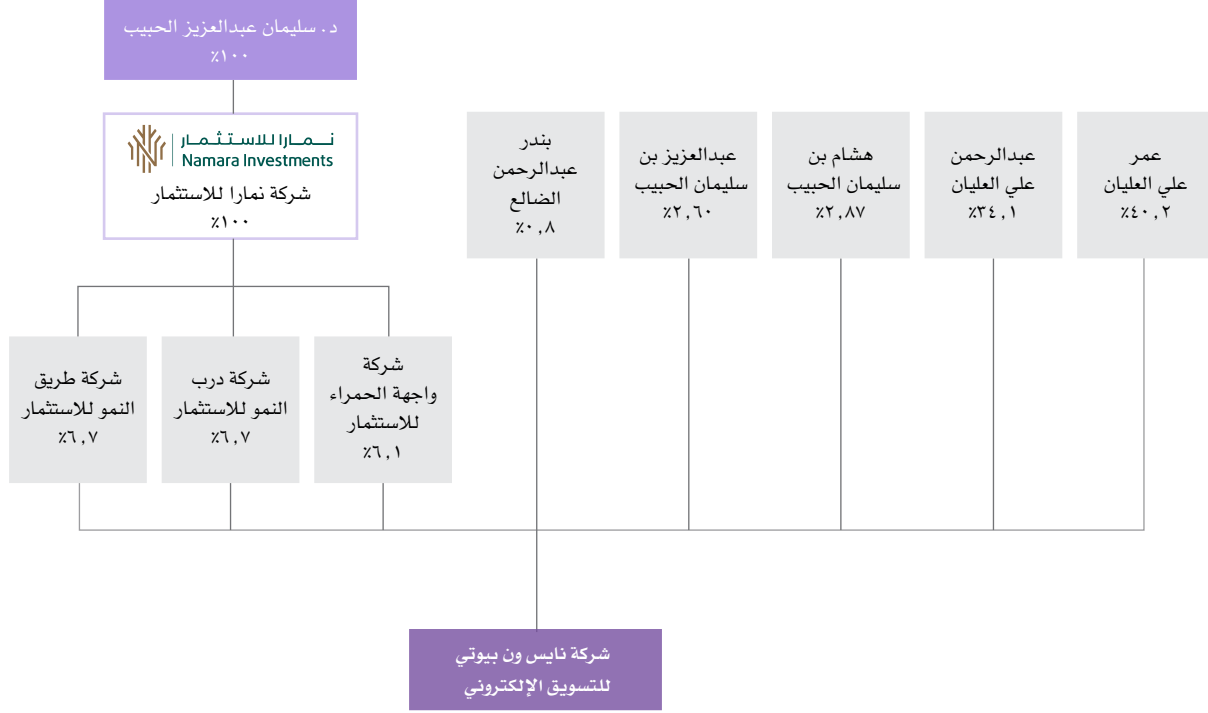 د. سليمان عبدالعزيز الحبيب
٪١٠٠
نـمـارا للاسـتـثـمـار
Namara Investments
شركة نمارا للاستثمار
٪١٠٠
عمر
علي العليان
٪٤٠,٢
عبدالرحمن
علي العليان
٪٣٤,١
هشام بن
سليمان الحبيب
٪٢,٨٧
عبدالعزيز بن
سليمان الحبيب
٪٢,٦٠
بندر
عبدالرحمن
الضالع
٪٠,٨
شركة
واجهة الحمراء
للاستثمار
٪٦,١
شركة درب
النمو للاستثمار
٪٦,٧
شركة طريق
النمو للاستثمار
٪٦,٧
شركة نايس ون بيوتي
للتسويق الإلكتروني